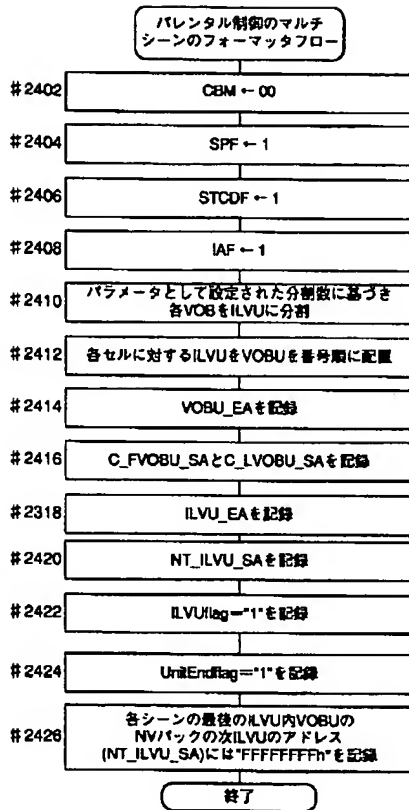 パレンタル制御のマルチ
シーンのフォーマッタフロー
#2402
CBM ← 00
#2404
SPF ← 1
#2406
STCDF ← 1
#2408
IAF ← 1
#2410
パラメータとして設定された分割数に基づき
各VOBをILVUに分割
#2412
各セルに対するILVUをVOBUを番号順に配置
#2414
VOBU_EAを記録
#2416
C_FVOBU_SAとC_LVOBU_SAを記録
#2318
ILVU_EAを記録
#2420
NT_ILVU_SAを記録
#2422
ILVUflag="1"を記録
#2424
UnitEndflag="1"を記録
#2426
各シーンの最後のILVU内VOBUの
NVパックの次ILVUのアドレス
(NT_ILVU_SA)には"FFFFFFFFh"を記録
終了